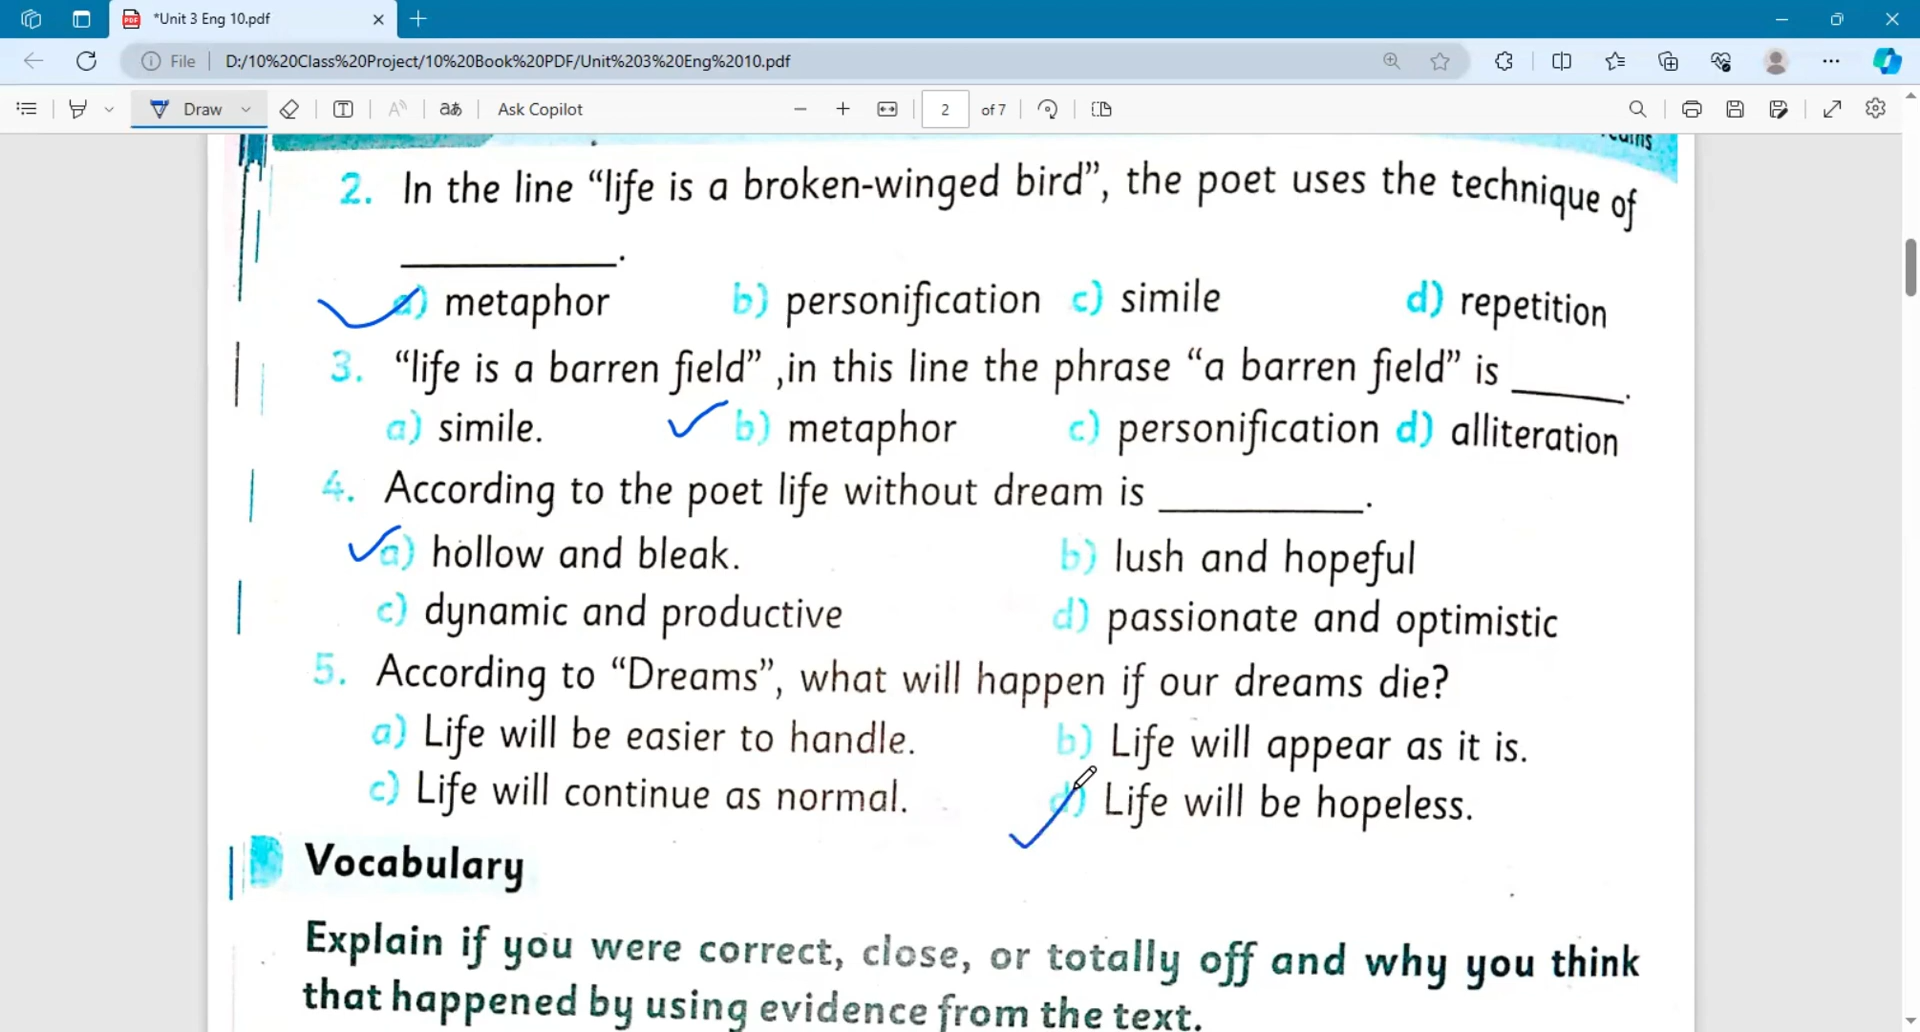 *Unit 3 Eng 10.pdf
File D:/10%20Class%20Project/10%20Book%20PDF/Unit%203%20Eng%2010.pdf
Draw aあ Ask Copilot 2 of 7
2. In the line “life is a broken-winged bird”, the poet uses the technique of
____________.
a) metaphor b) personification c) simile d) repetition
3. “life is a barren field” ,in this line the phrase “a barren field” is ______.
a) simile. b) metaphor c) personification d) alliteration
4. According to the poet life without dream is ____________.
a) hollow and bleak. b) lush and hopeful
c) dynamic and productive d) passionate and optimistic
5. According to “Dreams”, what will happen if our dreams die?
a) Life will be easier to handle. b) Life will appear as it is.
c) Life will continue as normal. d) Life will be hopeless.
Vocabulary
Explain if you were correct, close, or totally off and why you think
that happened by using evidence from the text.